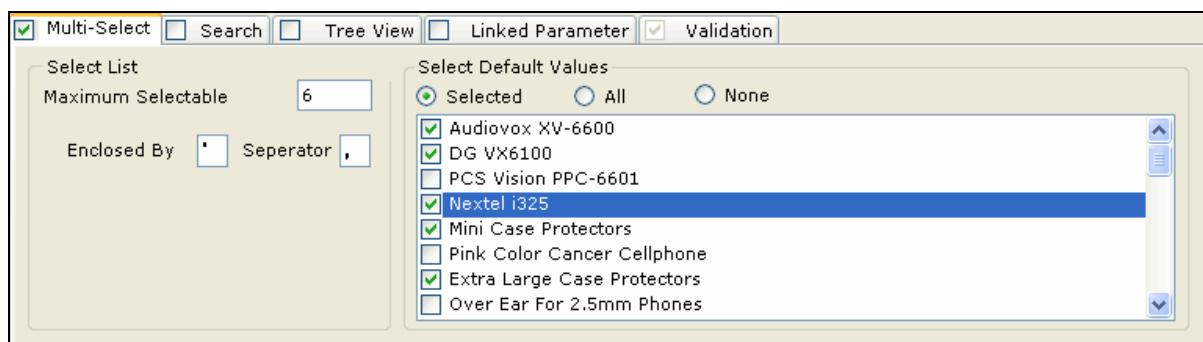 Multi-Select Search Tree View Linked Parameter Validation
Select List
Maximum Selectable 6
Enclosed By ' Seperator ,
Select Default Values
Selected All None
Audiovox XV-6600
DG VX6100
PCS Vision PPC-6601
Nextel i325
Mini Case Protectors
Pink Color Cancer Cellphone
Extra Large Case Protectors
Over Ear For 2.5mm Phones